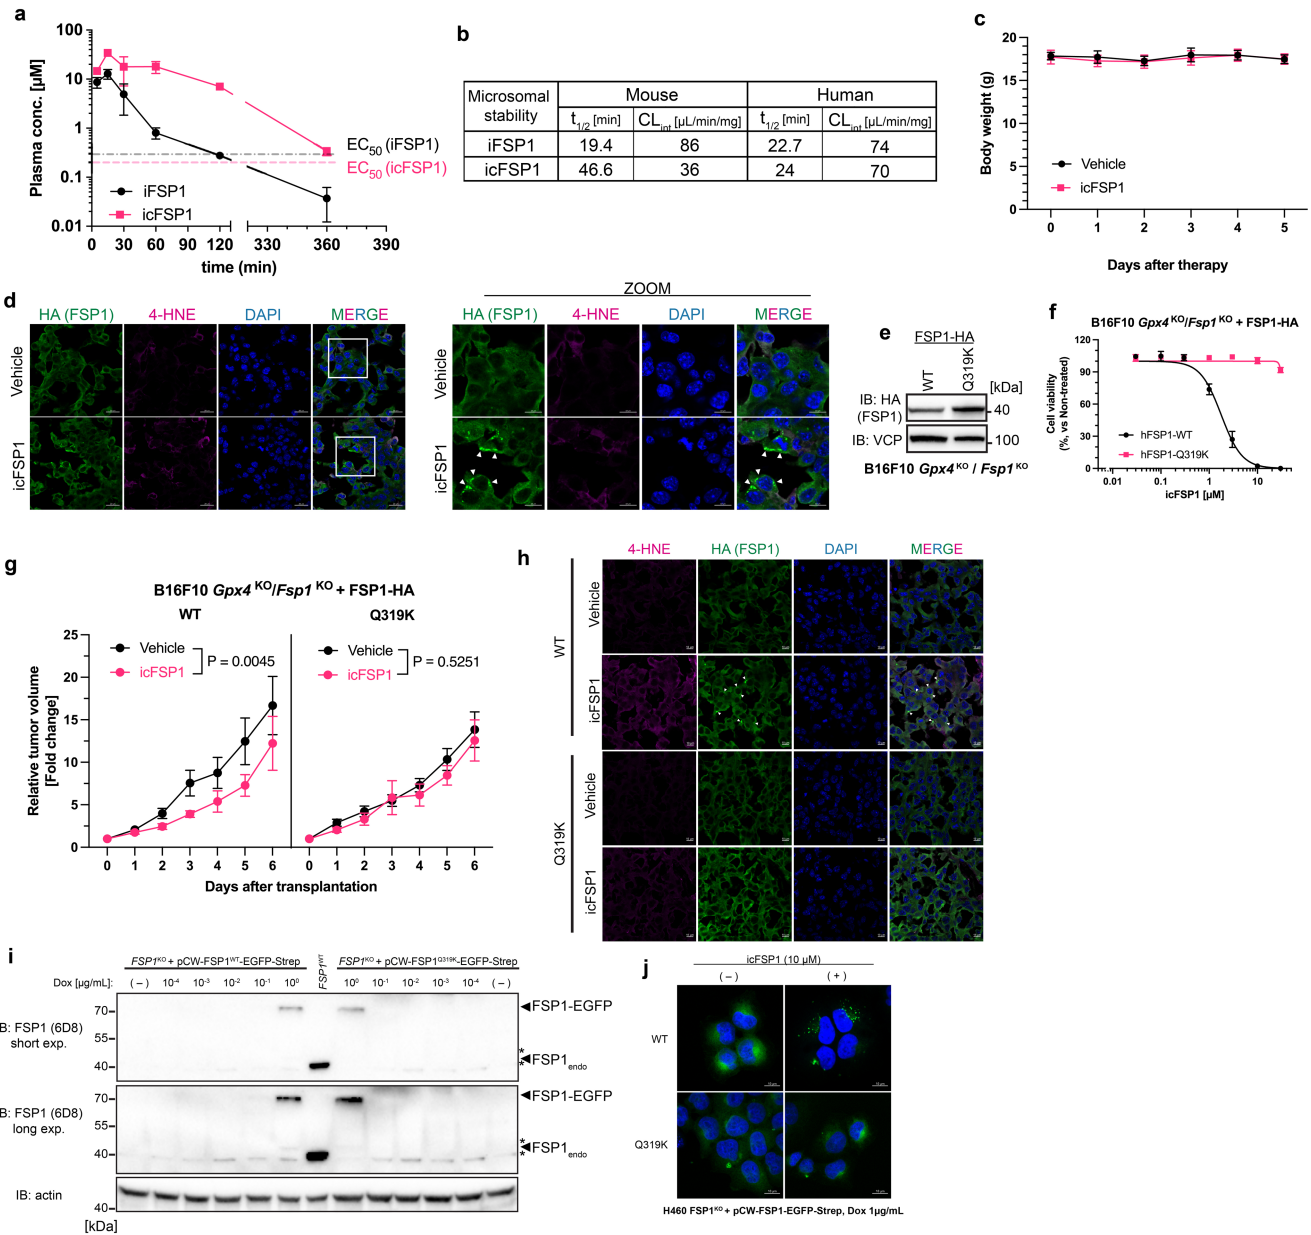 a
Plasma conc. [µM]
100
10
1
0.1
0.01
EC50 (iFSP1)
EC50 (icFSP1)
iFSP1
icFSP1
0 30 60 90 120 330 360 390
time (min)
b
Microsomal stability Mouse Human
t1/2 [min] CLint [µL/min/mg] t1/2 [min] CLint [µL/min/mg]
iFSP1 19.4 86 22.7 74
icFSP1 46.6 36 24 70
c
Body weight (g)
20
15
10
5
0
Vehicle
icFSP1
0 1 2 3 4 5
Days after therapy
d
ZOOM
HA (FSP1) 4-HNE DAPI MERGE HA (FSP1) 4-HNE DAPI MERGE
Vehicle Vehicle
icFSP1 icFSP1
e
FSP1-HA
WT Q319K
[kDa]
IB: HA (FSP1) 40
IB: VCP 100
B16F10 Gpx4 KO / Fsp1 KO
f
B16F10 Gpx4 KO/Fsp1 KO + FSP1-HA
Cell viability
(%, vs Non-treated)
120
90
60
30
0
hFSP1-WT
hFSP1-Q319K
0.01 0.1 1 10
icFSP1 [µM]
g
B16F10 Gpx4 KO/Fsp1 KO + FSP1-HA
WT Q319K
Relative tumor volume
[Fold change]
25
20
15
10
5
0
Vehicle
icFSP1
P = 0.0045
Vehicle
icFSP1
P = 0.5251
0 1 2 3 4 5 6 0 1 2 3 4 5 6
Days after transplantation
h
4-HNE HA (FSP1) DAPI MERGE
WT
Vehicle
icFSP1
Q319K
Vehicle
icFSP1
i
FSP1KO + pCW-FSP1WT-EGFP-Strep FSP1WT FSP1KO + pCW-FSP1Q319K-EGFP-Strep
Dox [µg/mL]: (–) 10-4 10-3 10-2 10-1 100 100 10-1 10-2 10-3 10-4 (–)
70 FSP1-EGFP
B: FSP1 (6D8)
short exp.
55
*
40 * FSP1endo
70 FSP1-EGFP
B: FSP1 (6D8)
long exp.
55
*
40 * FSP1endo
IB: actin
40
[kDa]
j
icFSP1 (10 µM)
(–) (+)
WT
Q319K
H460 FSP1KO + pCW-FSP1-EGFP-Strep, Dox 1µg/mL